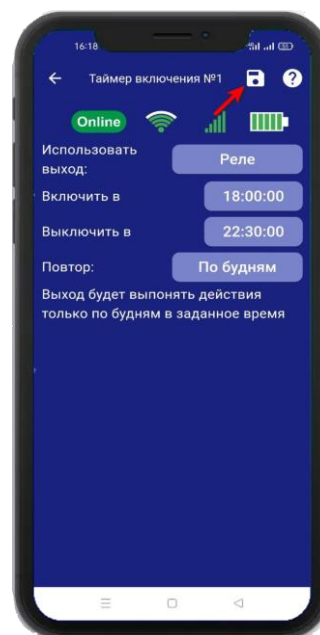 16:18
Таймер включения №1
?
Online
Использовать
выход:
Реле
Включить в
18:00:00
Выключить в
22:30:00
Повтор:
По будням
Выход будет выпонять действия
только по будням в заданное время